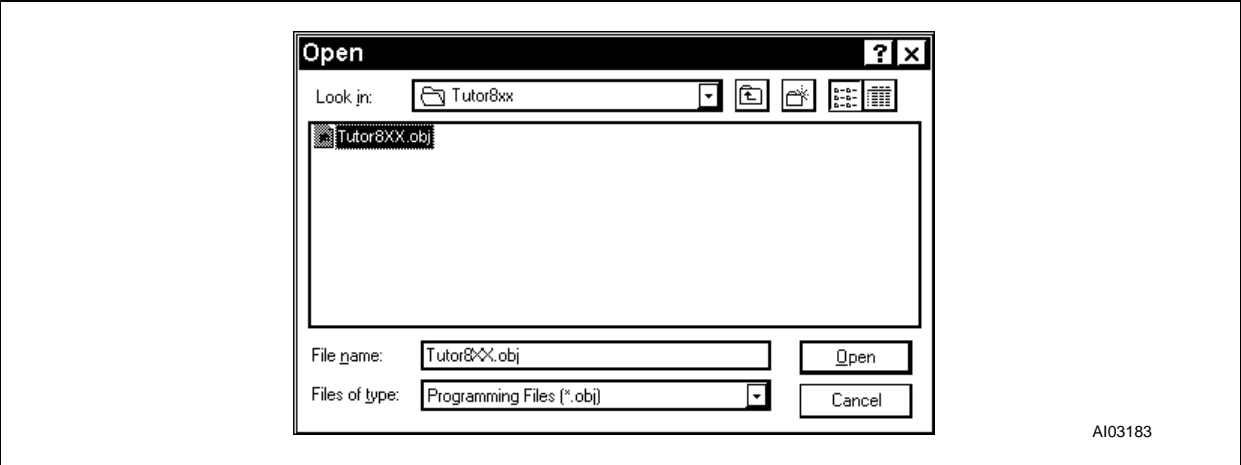 Open
Look in: Tutor8xx
Tutor8XX.obj
File name: Tutor8XX.obj Open
Files of type: Programming Files (*.obj) Cancel
AI03183